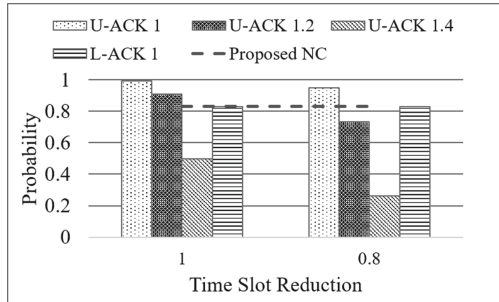 U-ACK 1 U-ACK 1.2 U-ACK 1.4
L-ACK 1 Proposed NC
1
0.8
0.6
0.4
0.2
0
Probability
1 0.8
Time Slot Reduction